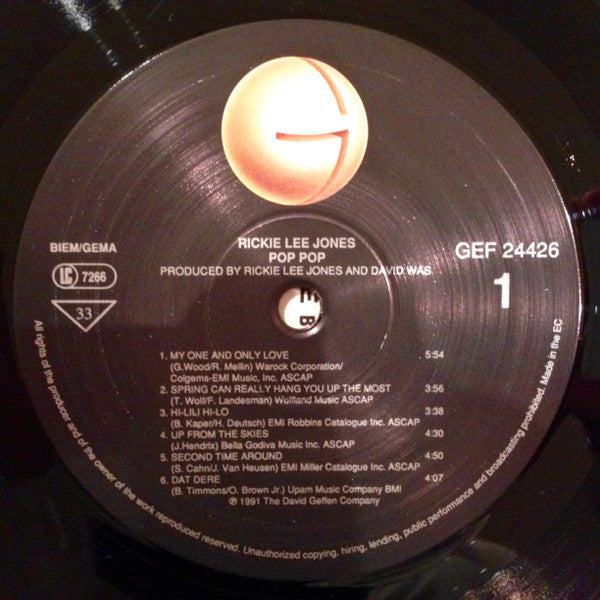 RICKIE LEE JONES
POP POP
PRODUCED BY RICKIE LEE JONES AND DAVID WAS
BIEM/GEMA
LC 7266
33
GEF 24426
1
E
B
1. MY ONE AND ONLY LOVE 5:54
(G.Wood/R. Mellin) Warock Corporation/
Colgems-EMI Music, Inc. ASCAP
2. SPRING CAN REALLY HANG YOU UP THE MOST 3:56
(T. Wolf/F. Landesman) Wolfland Music ASCAP
3. HI-LILI HI-LO 3:38
(B. Kaper/H. Deutsch) EMI Robbins Catalogue Inc. ASCAP
4. UP FROM THE SKIES 4:30
(J.Hendrix) Bella Godiva Music Inc. ASCAP
5. SECOND TIME AROUND 4:50
(S. Cahn/J. Van Heusen) EMI Miller Catalogue Inc. ASCAP
6. DAT DERE 4:07
(B. Timmons/O. Brown Jr.) Upam Music Company BMI
℗ 1991 The David Geffen Company
All rights of the producer and of the owner of the work reproduced reserved. Unauthorized copying, hiring, lending, public performance and broadcasting prohibited. Made in the EC